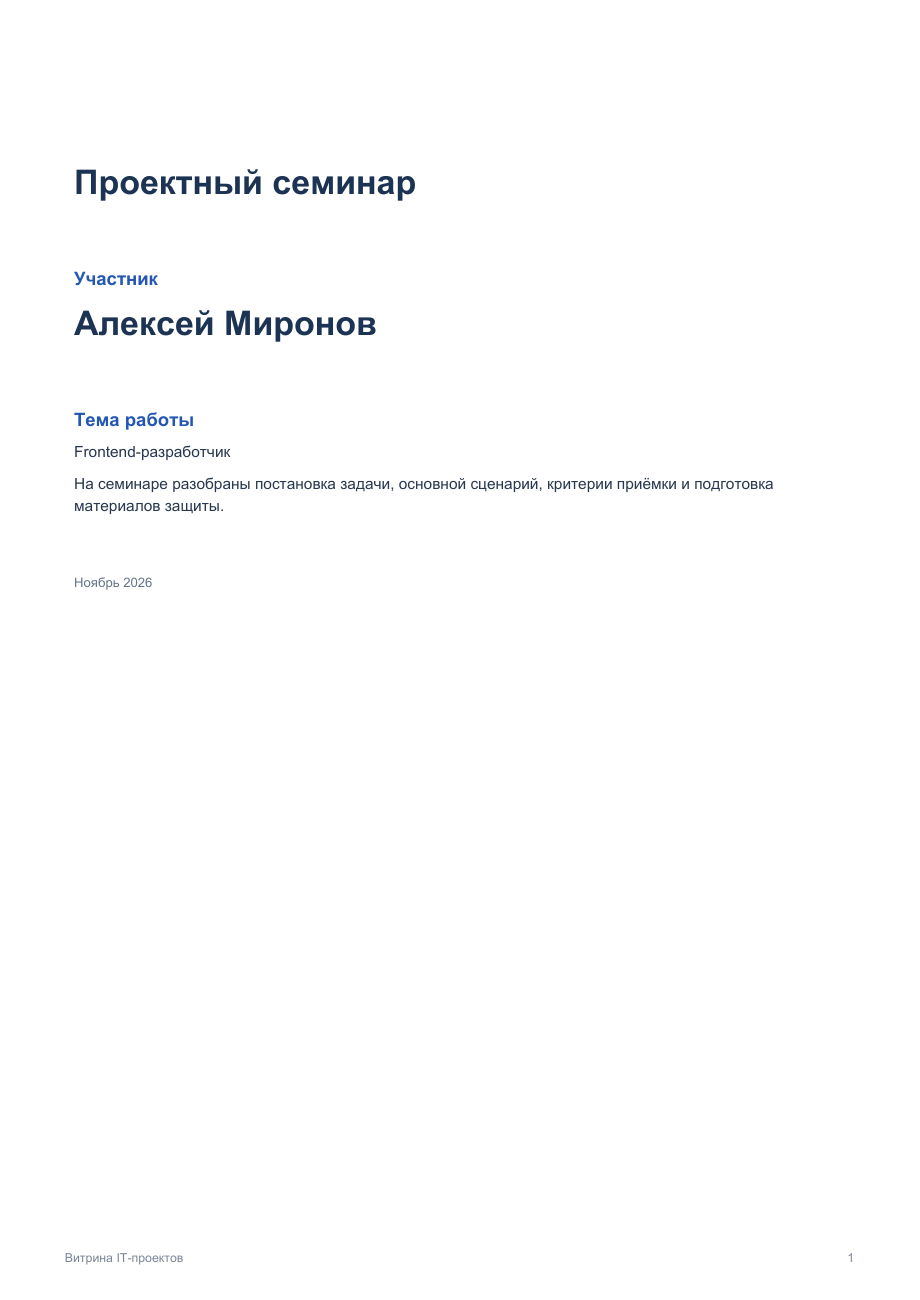 Проектный семинар
Участник
Алексей Миронов
Тема работы
Frontend-разработчик
На семинаре разобраны постановка задачи, основной сценарий, критерии приёмки и подготовка
материалов защиты.
Ноябрь 2026
Витрина IT-проектов
1